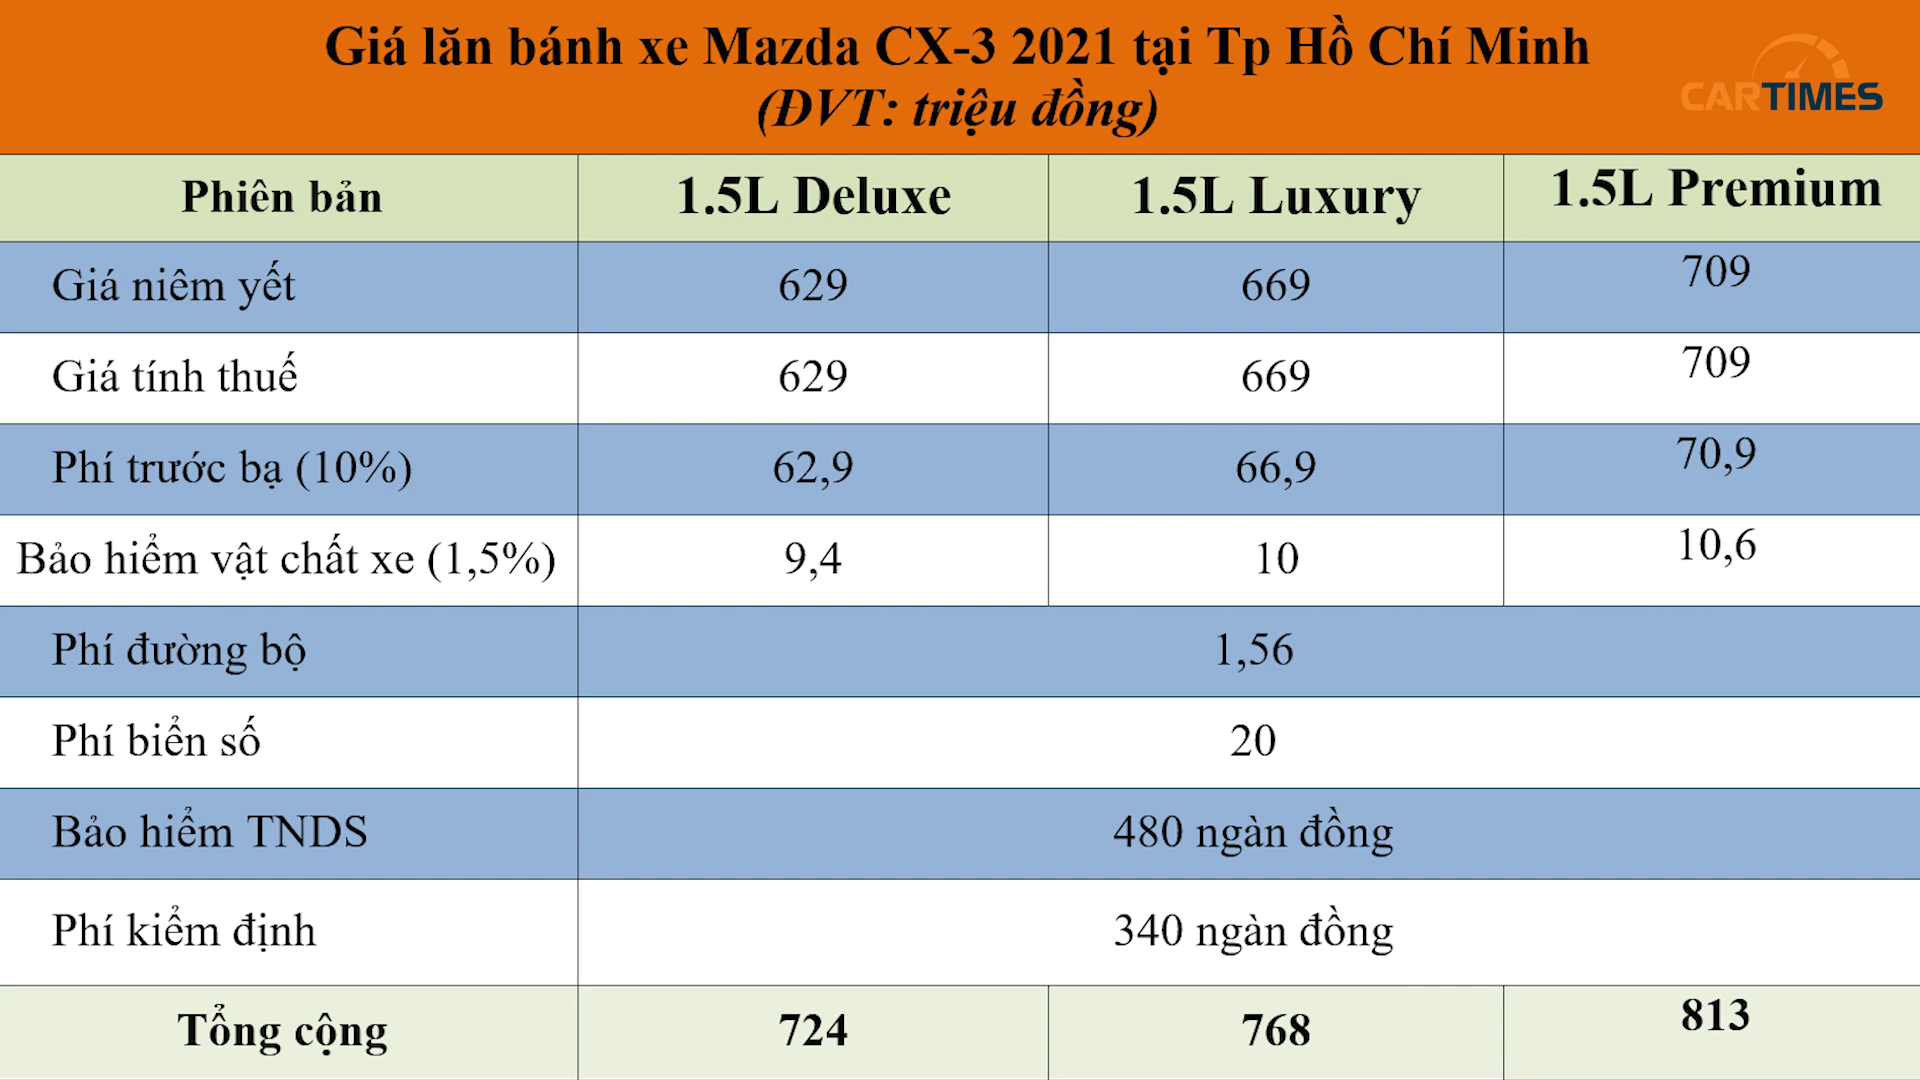 Giá lăn bánh xe Mazda CX-3 2021 tại Tp Hồ Chí Minh
(ĐVT: triệu đồng)
CARTIMES
Phiên bản 1.5L Deluxe 1.5L Luxury 1.5L Premium
Giá niêm yết 629 669 709
Giá tính thuế 629 669 709
Phí trước bạ (10%) 62,9 66,9 70,9
Bảo hiểm vật chất xe (1,5%) 9,4 10 10,6
Phí đường bộ 1,56
Phí biển số 20
Bảo hiểm TNDS 480 ngàn đồng
Phí kiểm định 340 ngàn đồng
Tổng cộng 724 768 813